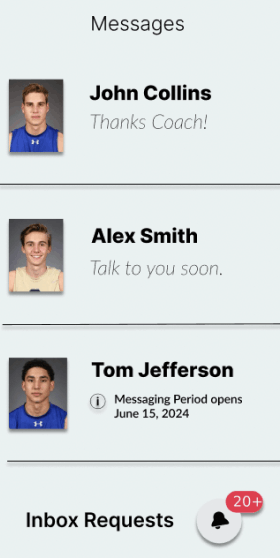 Messages
John Collins
Thanks Coach!
Alex Smith
Talk to you soon.
Tom Jefferson
Messaging Period opens
June 15, 2024
Inbox Requests
20+